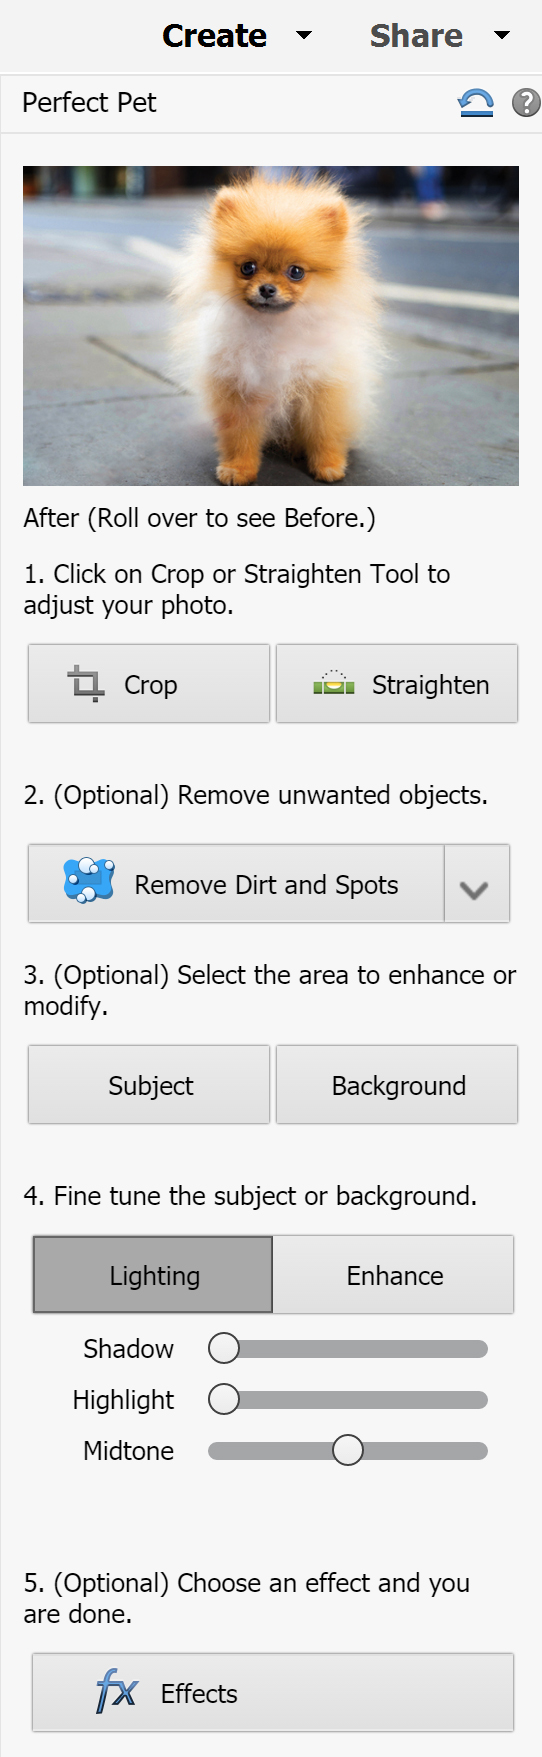 Create Share
Perfect Pet ?
After (Roll over to see Before.)
1. Click on Crop or Straighten Tool to
adjust your photo.
Crop Straighten
2. (Optional) Remove unwanted objects.
Remove Dirt and Spots
3. (Optional) Select the area to enhance or
modify.
Subject Background
4. Fine tune the subject or background.
Lighting Enhance
Shadow
Highlight
Midtone
5. (Optional) Choose an effect and you
are done.
fx Effects